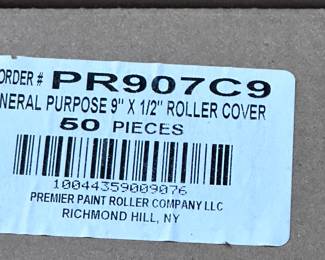 ORDER # PR907C9
NERAL PURPOSE 9" X 1/2" ROLLER COVER
50 PIECES
10044359009076
PREMIER PAINT ROLLER COMPANY LLC
RICHMOND HILL, NY